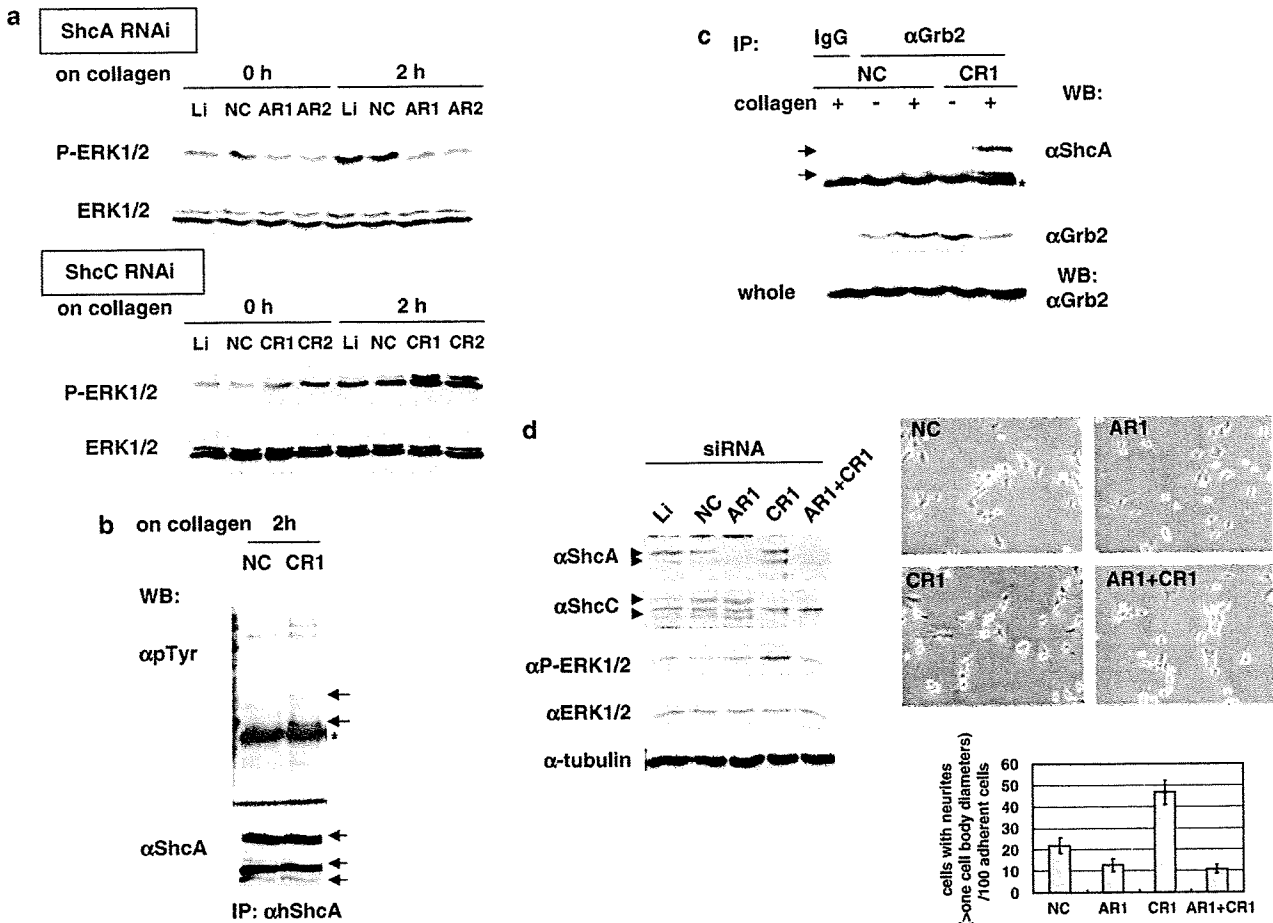 a
ShcA RNAi
on collagen 0 h 2 h
Li NC AR1 AR2 Li NC AR1 AR2
P-ERK1/2
ERK1/2
ShcC RNAi
on collagen 0 h 2 h
Li NC CR1 CR2 Li NC CR1 CR2
P-ERK1/2
ERK1/2
b on collagen 2h
NC CR1
WB:
αpTyr
*
αShcA
IP: αhShcA
c IP: IgG αGrb2
NC CR1
collagen + - + - + WB:
αShcA
*
αGrb2
whole WB:
αGrb2
d
siRNA
Li NC AR1 CR1 AR1+CR1
αShcA
αShcC
αP-ERK1/2
αERK1/2
α-tubulin
NC AR1
CR1 AR1+CR1
cells with neurites
(>one cell body diameters)
/100 adherent cells
60
50
40
30
20
10
0
NC AR1 CR1 AR1+CR1